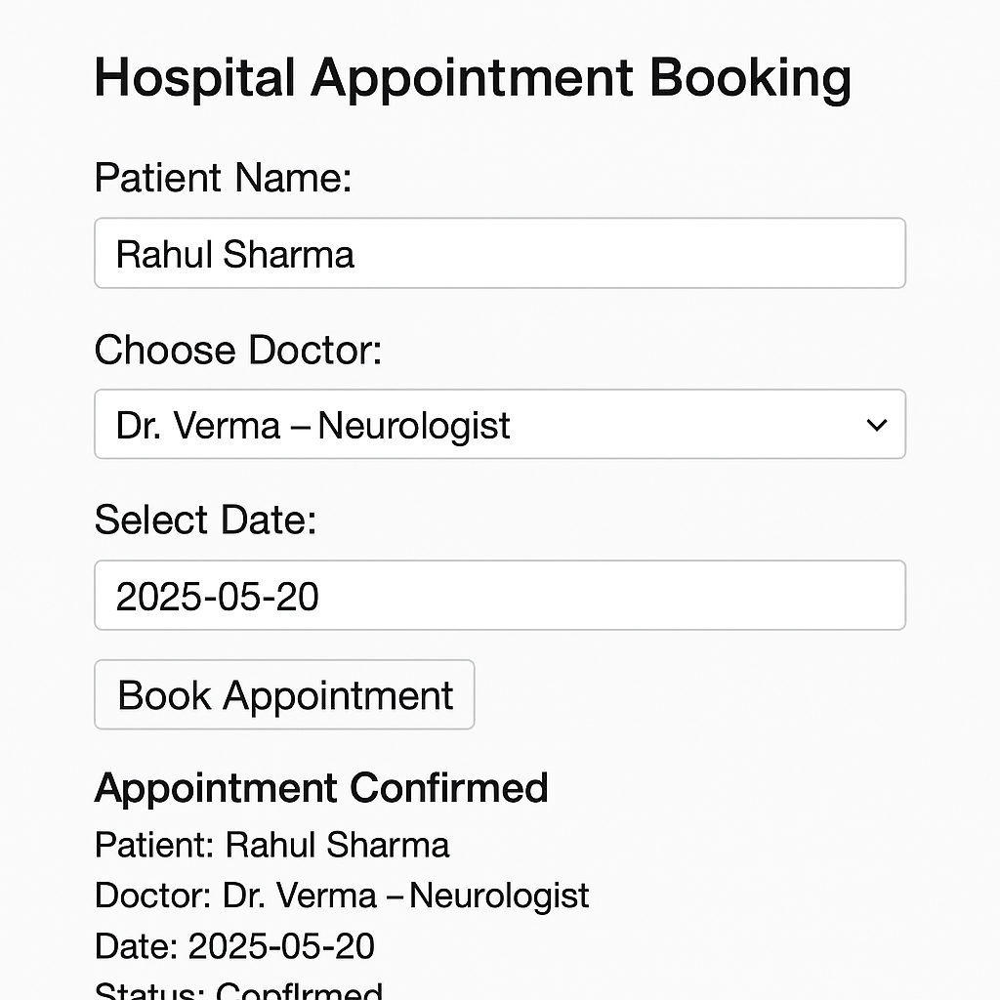 Hospital Appointment Booking
Patient Name:
Rahul Sharma
Choose Doctor:
Dr. Verma – Neurologist
Select Date:
2025-05-20
Book Appointment
Appointment Confirmed
Patient: Rahul Sharma
Doctor: Dr. Verma – Neurologist
Date: 2025-05-20
Status: Confirmed